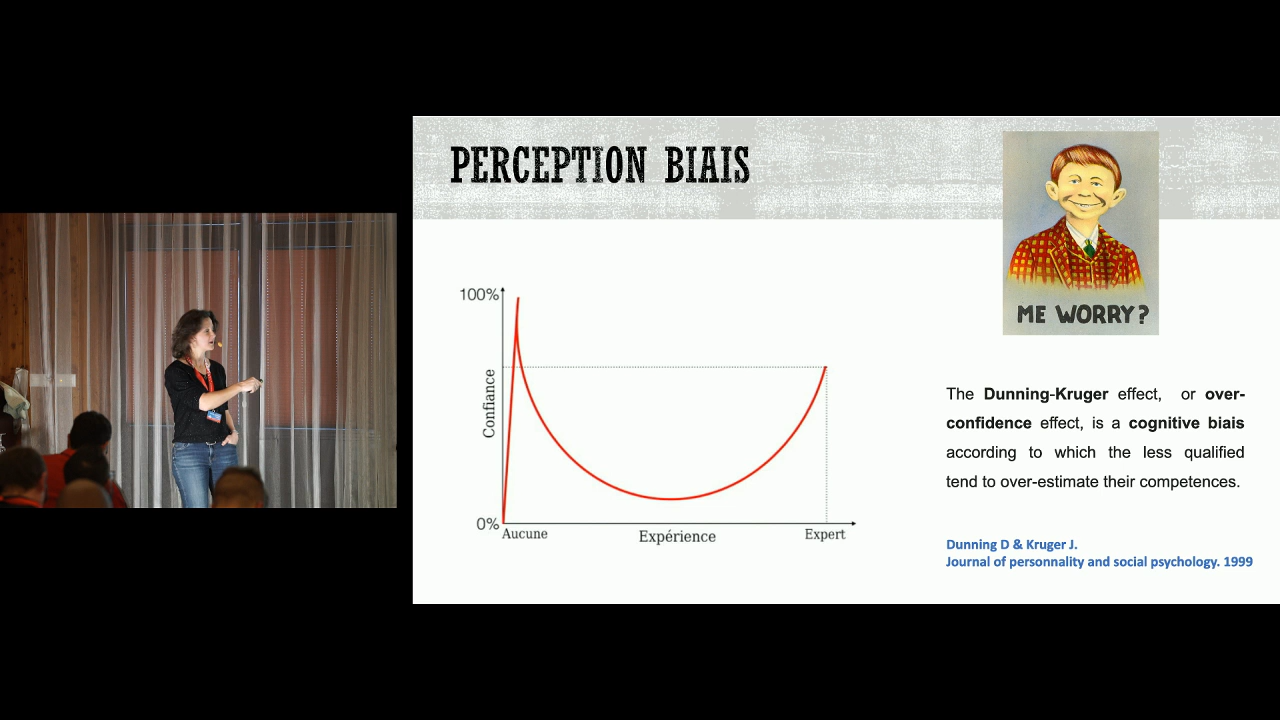 PERCEPTION BIAIS
ME WORRY?
100%
Confiance
0%
Aucune
Expérience
Expert
The Dunning-Kruger effect, or over-
confidence effect, is a cognitive biais
according to which the less qualified
tend to over-estimate their competences.
Dunning D & Kruger J.
Journal of personnality and social psychology. 1999